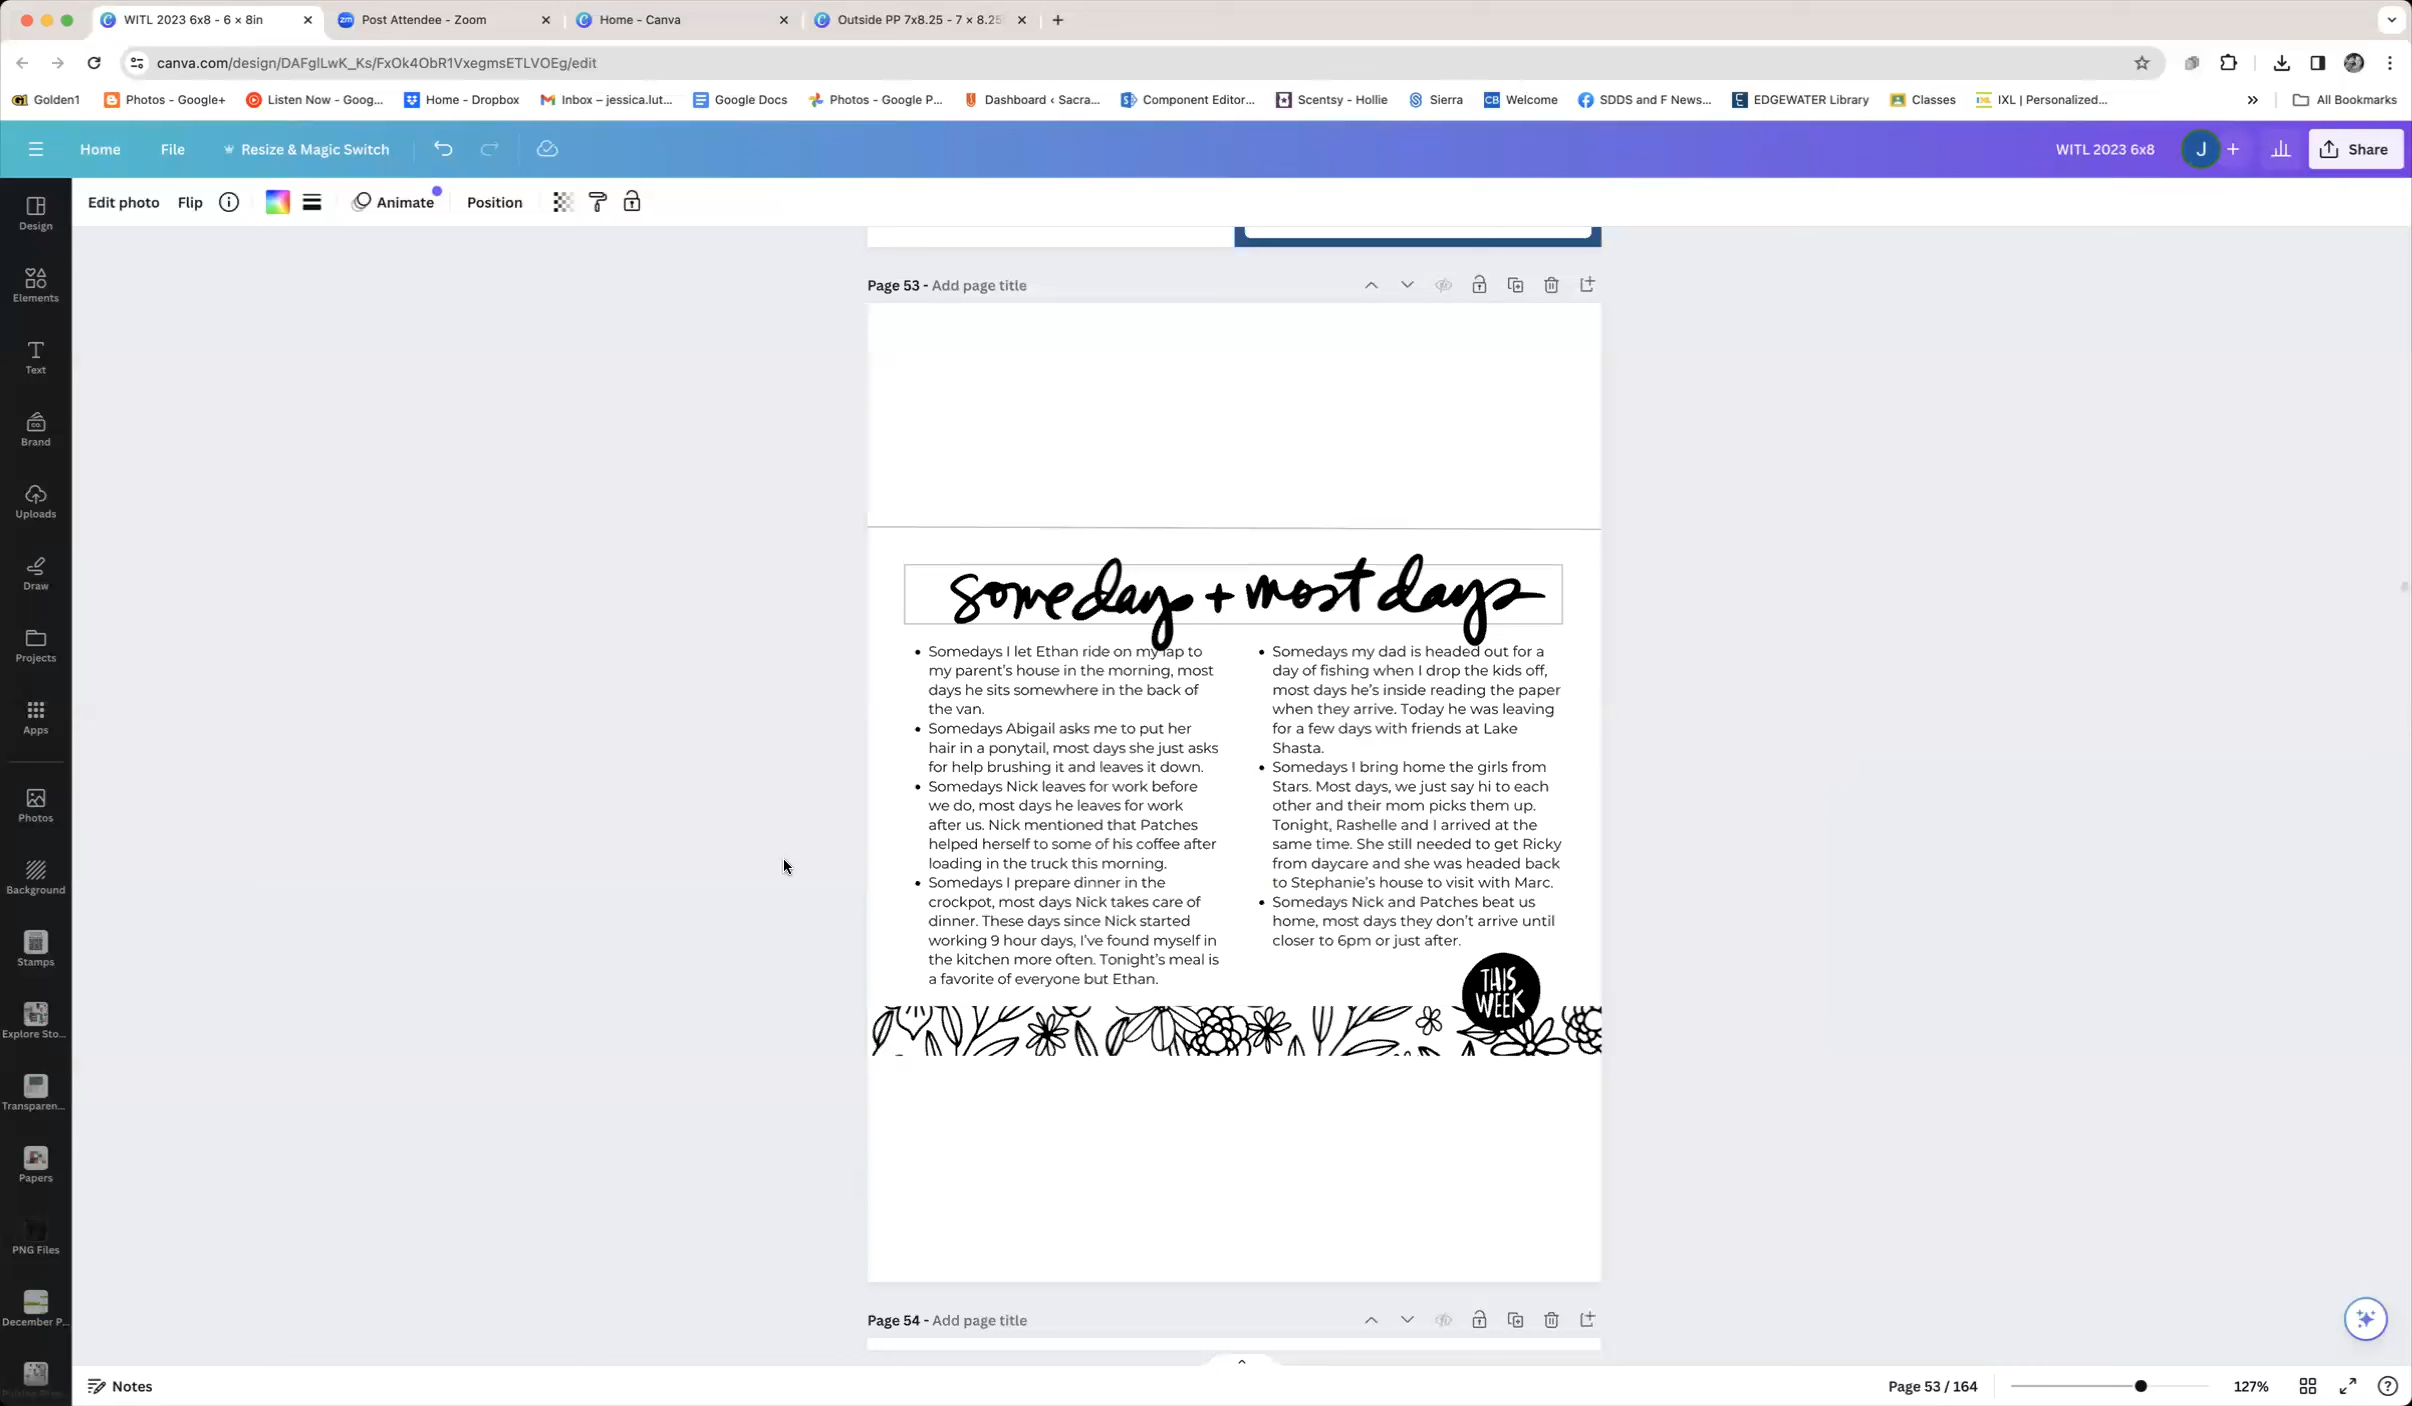 WITL 2023 6x8 - 6 × 8in
Post Attendee - Zoom
Home - Canva
Outside PP 7x8.25 - 7 × 8.25
canva.com/design/DAFglLwK_Ks/FxOk4ObR1VxegmsETLVOEg/edit
Golden1
Photos - Google+
Listen Now - Goog...
Home - Dropbox
Inbox – jessica.lut...
Google Docs
Photos - Google P...
Dashboard ‹ Sacra...
Component Editor...
Scentsy - Hollie
Sierra
Welcome
SDDS and F News...
EDGEWATER Library
Classes
IXL | Personalized...
All Bookmarks
Home
File
Resize & Magic Switch
WITL 2023 6x8
J
Share
Edit photo
Flip
Animate
Position
Design
Elements
Text
Brand
Uploads
Draw
Projects
Apps
Photos
Background
Stamps
Explore Sto...
Transparen...
Papers
PNG Files
December P...
Page 53 - Add page title
some days + most days
Somedays I let Ethan ride on my lap to
my parent's house in the morning, most
days he sits somewhere in the back of
the van.
Somedays Abigail asks me to put her
hair in a ponytail, most days she just asks
for help brushing it and leaves it down.
Somedays Nick leaves for work before
we do, most days he leaves for work
after us. Nick mentioned that Patches
helped herself to some of his coffee after
loading in the truck this morning.
Somedays I prepare dinner in the
crockpot, most days Nick takes care of
dinner. These days since Nick started
working 9 hour days, I've found myself in
the kitchen more often. Tonight's meal is
a favorite of everyone but Ethan.
Somedays my dad is headed out for a
day of fishing when I drop the kids off,
most days he's inside reading the paper
when they arrive. Today he was leaving
for a few days with friends at Lake
Shasta.
Somedays I bring home the girls from
Stars. Most days, we just say hi to each
other and their mom picks them up.
Tonight, Rashelle and I arrived at the
same time. She still needed to get Ricky
from daycare and she was headed back
to Stephanie's house to visit with Marc.
Somedays Nick and Patches beat us
home, most days they don't arrive until
closer to 6pm or just after.
THIS
WEEK
Page 54 - Add page title
Notes
Page 53 / 164
127%